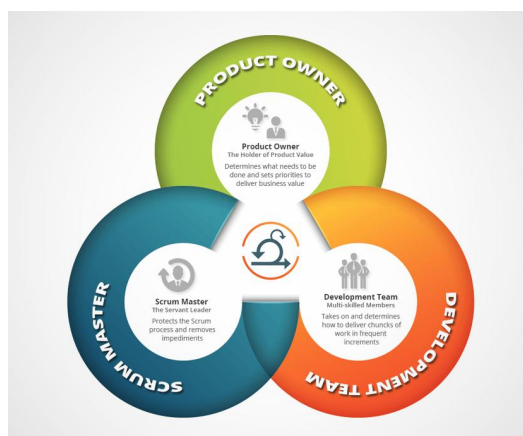 PRODUCT OWNER
Product Owner
The Holder of Product Value
Determines what needs to be
done and sets priorities to
deliver business value
SCRUM MASTER
Scrum Master
The Servant Leader
Protects the Scrum
process and removes
impediments
DEVELOPMENT TEAM
Development Team
Multi-skilled Members
Takes on and determines
how to deliver chuncks of
work in frequent
increments